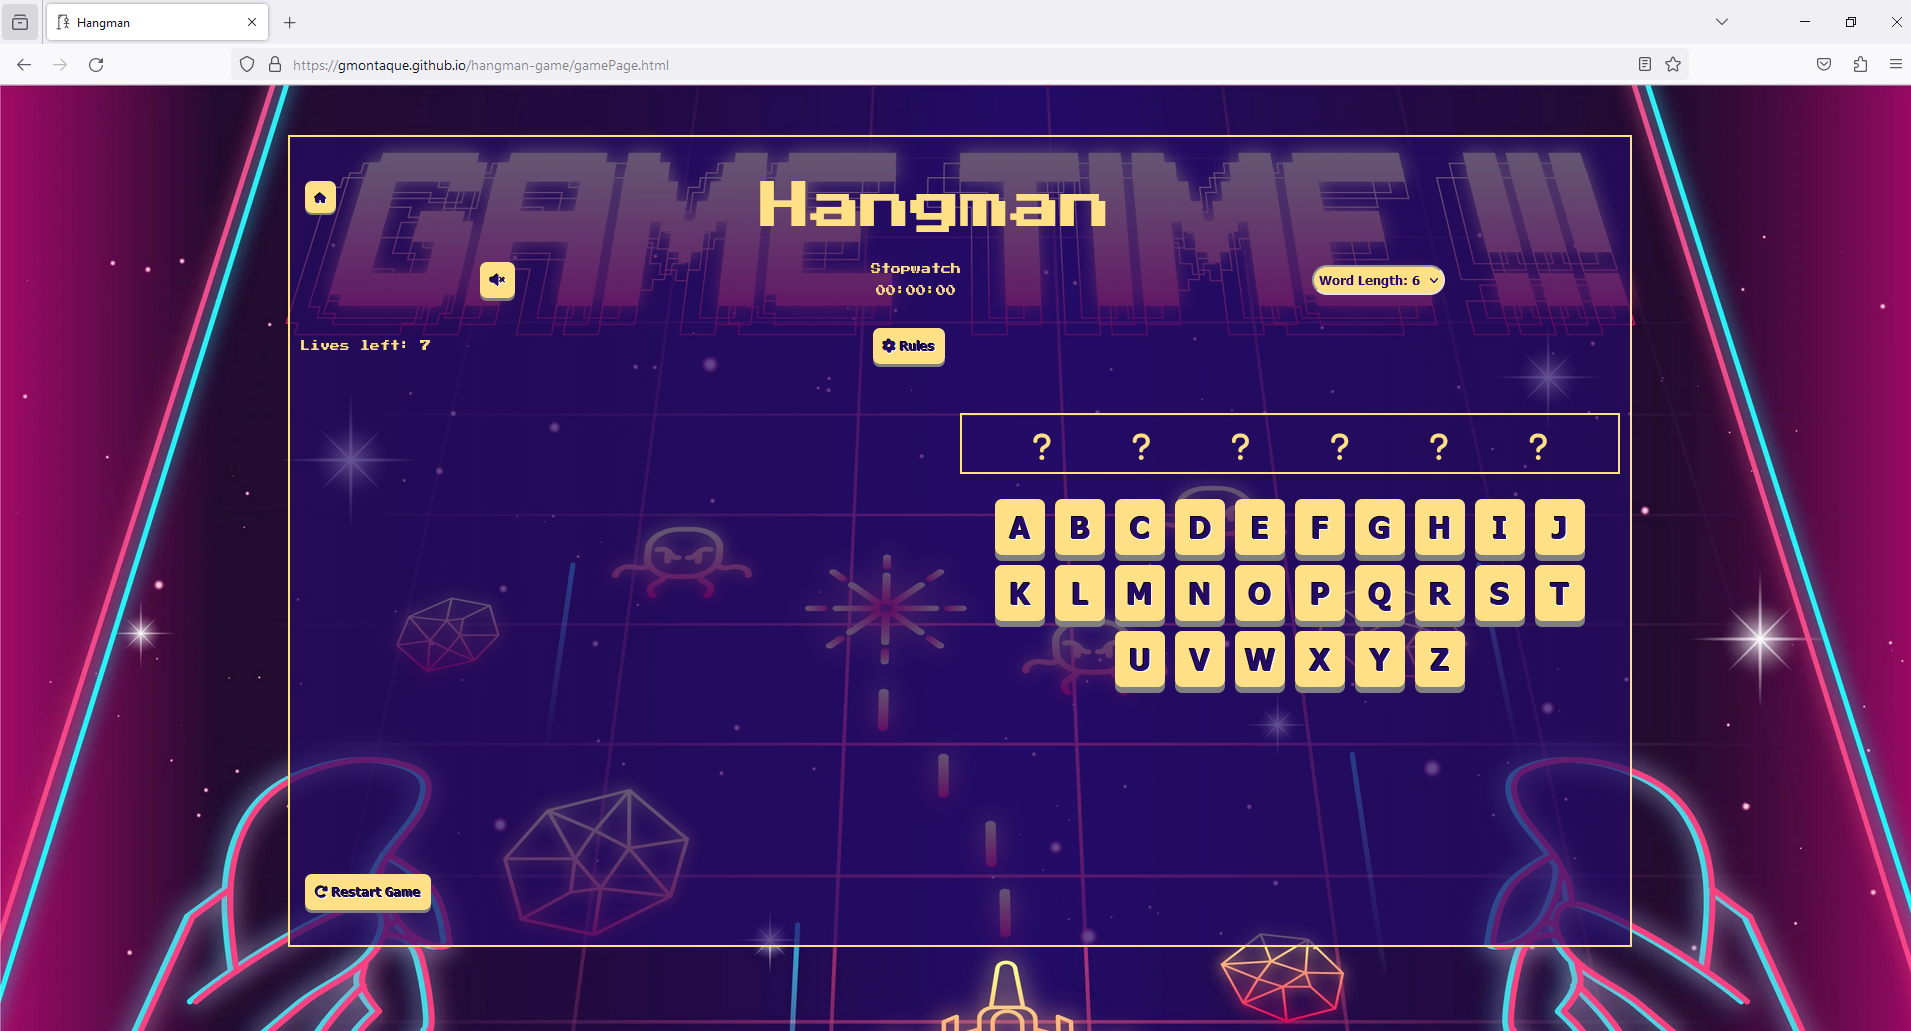 Hangman
https://gmontaque.github.io/hangman-game/gamePage.html
GAME TIME !!!
Hangman
Stopwatch
00:00:00
Word Length: 6
Lives left: 7
Rules
? ? ? ? ? ?
A B C D E F G H I J
K L M N O P Q R S T
U V W X Y Z
Restart Game